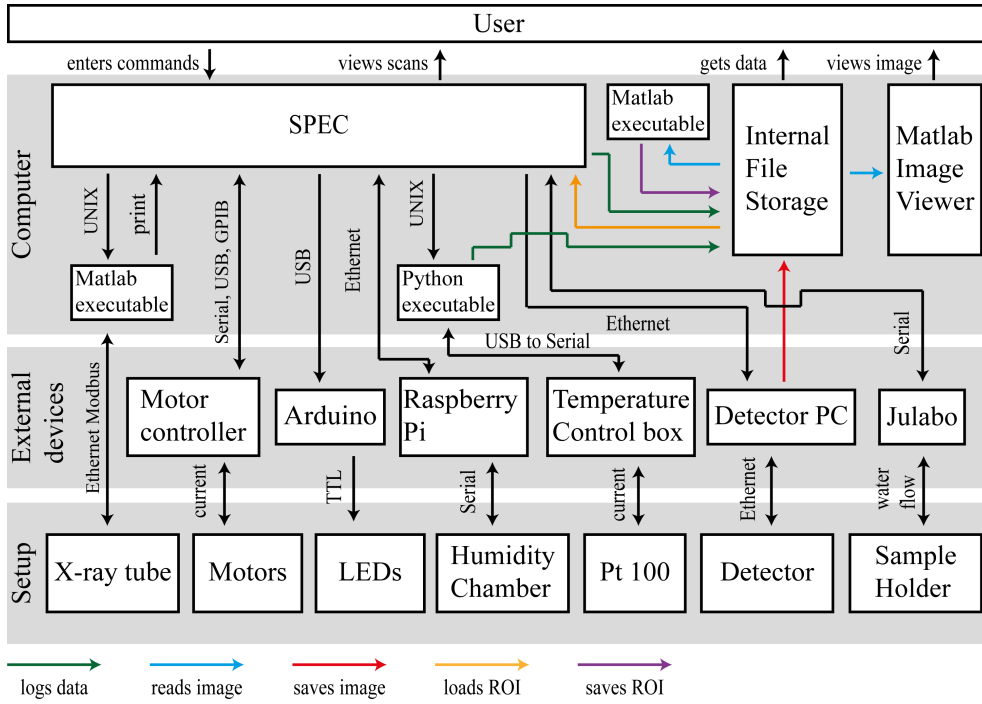 User
enters commands
views scans
gets data
views image
Computer
SPEC
Matlab
executable
Internal
File
Storage
Matlab
Image
Viewer
UNIX
print
Serial, USB, GPIB
USB
Ethernet
UNIX
Matlab
executable
Python
executable
Ethernet
USB to Serial
Serial
External
devices
Ethernet Modbus
Motor
controller
Arduino
Raspberry
Pi
Temperature
Control box
Detector PC
Julabo
current
TTL
Serial
current
Ethernet
water
flow
Setup
X-ray tube
Motors
LEDs
Humidity
Chamber
Pt 100
Detector
Sample
Holder
logs data
reads image
saves image
loads ROI
saves ROI